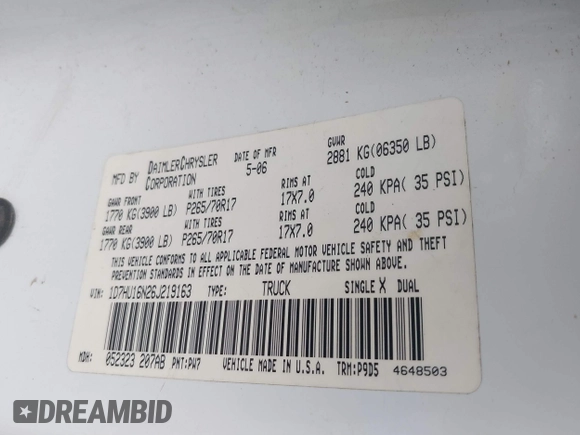 MFD BY DAIMLERCHRYSLER CORPORATION
DATE OF MFR 5-06
GVWR 2881 KG(06350 LB)
GAWR FRONT WITH TIRES RIMS AT COLD
1770 KG(3900 LB) P265/70R17 17X7.0 240 KPA( 35 PSI)
GAWR REAR WITH TIRES RIMS AT COLD
1770 KG(3900 LB) P265/70R17 17X7.0 240 KPA( 35 PSI)
THIS VEHICLE CONFORMS TO ALL APPLICABLE FEDERAL MOTOR VEHICLE SAFETY AND THEFT
PREVENTION STANDARDS IN EFFECT ON THE DATE OF MANUFACTURE SHOWN ABOVE.
VIN: 1D7HU16N26J219163 TYPE: TRUCK SINGLE X DUAL
MDH: 052323 207AB PNT:PW7 VEHICLE MADE IN U.S.A. TRM:P9D5 4648503
DREAMBID